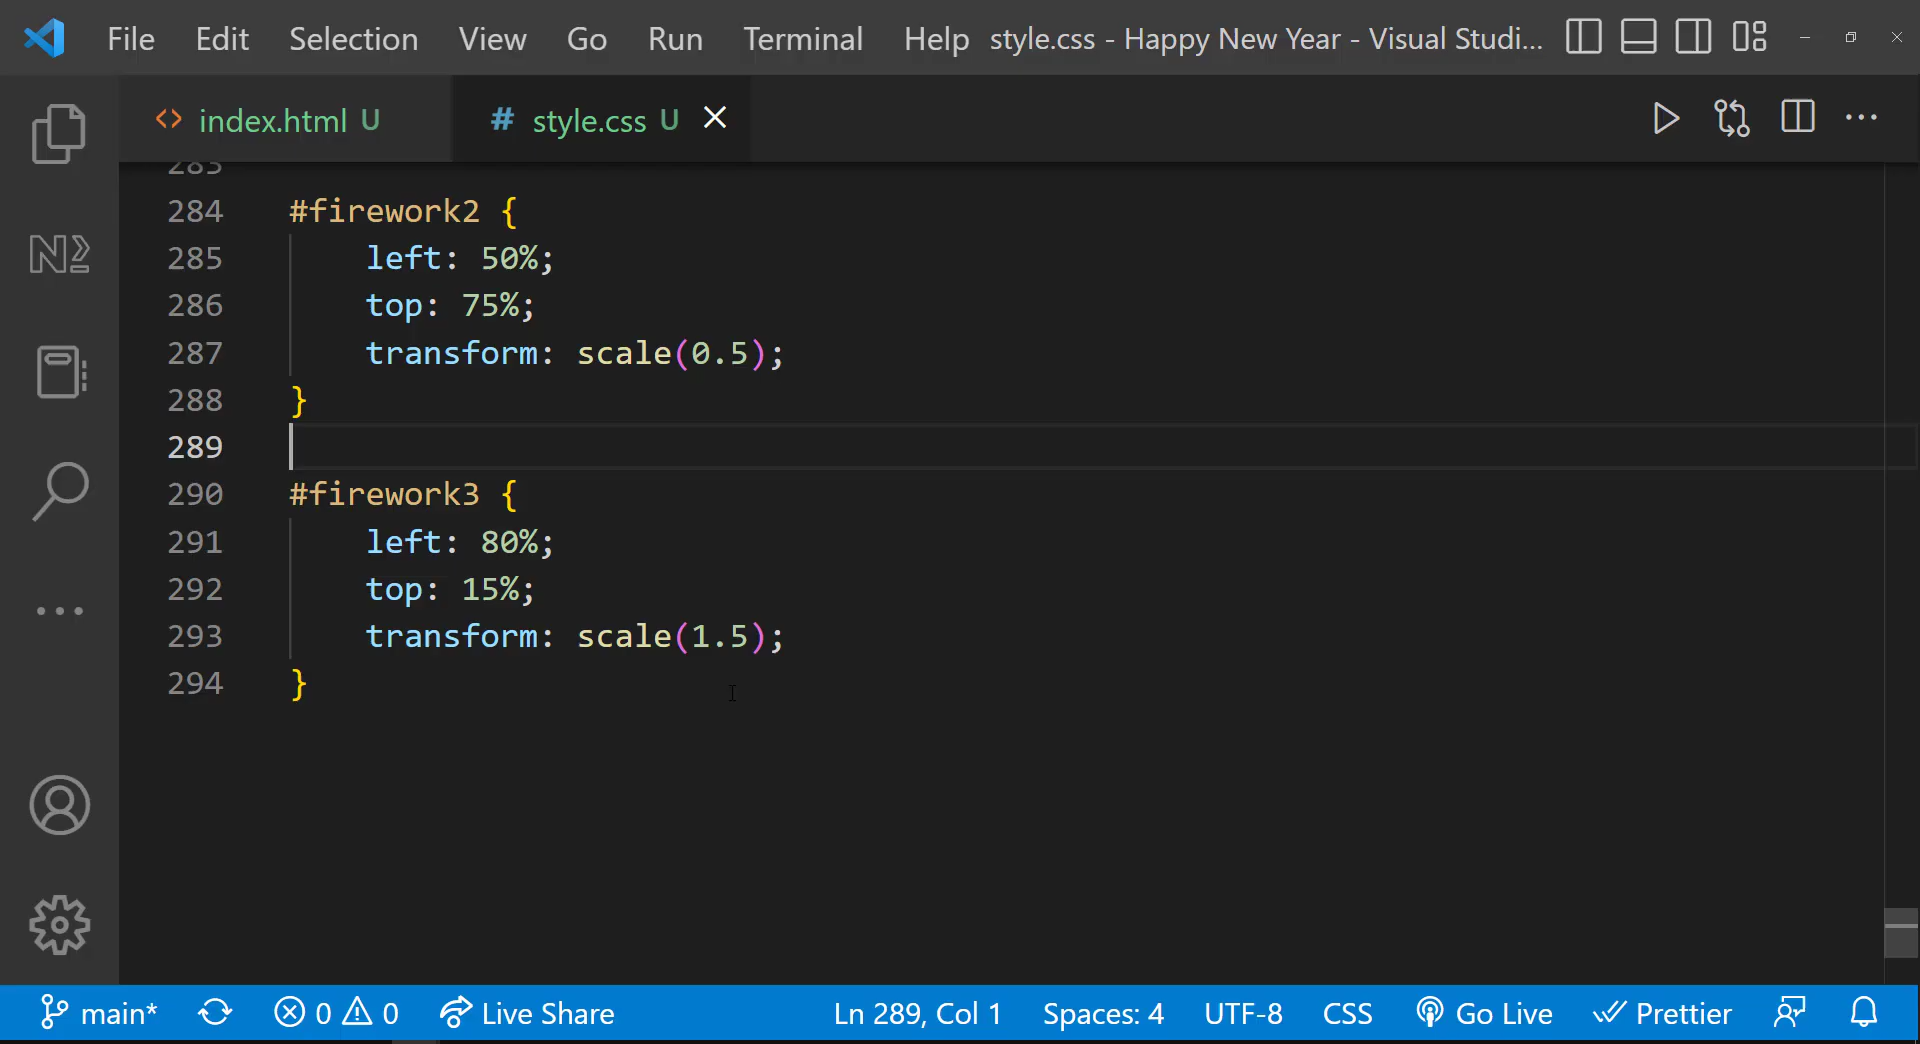 File Edit Selection View Go Run Terminal Help style.css - Happy New Year - Visual Studi...
index.html U # style.css U
283
284 #firework2 {
285 left: 50%;
286 top: 75%;
287 transform: scale(0.5);
288 }
289
290 #firework3 {
291 left: 80%;
292 top: 15%;
293 transform: scale(1.5);
294 }
main* 0 0 Live Share Ln 289, Col 1 Spaces: 4 UTF-8 CSS Go Live Prettier